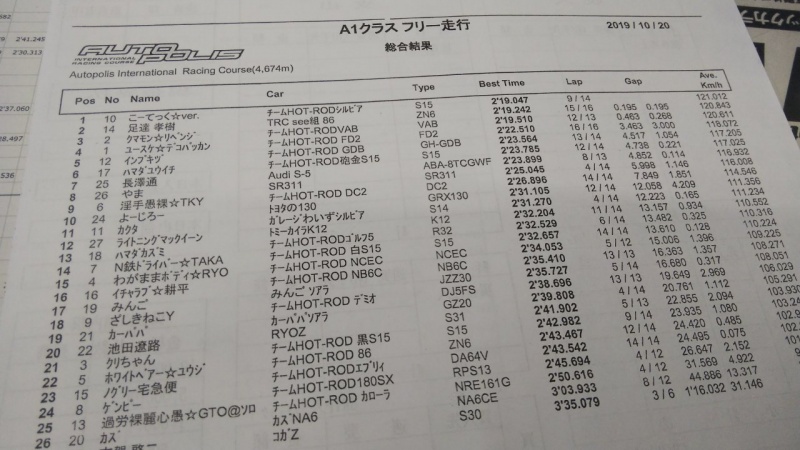 2'41.245
2'30.313
2'37.060
A1クラス フリー走行
2019 / 10 / 20
AUTOPOLIS
INTERNATIONAL RACING COURSE
総合結果
Autopolis International Racing Course(4,674m)
Pos No Name Car Type Best Time Lap Gap Ave. Km/h
1 10 こーてっく☆ver. チームHOT-RODシルビア S15 2'19.047 9 / 14 121.012
2 14 足達 孝樹 TRC see組 86 ZN6 2'19.242 15 / 16 0.195 0.195 120.843
3 2 クマモン☆リベンジ チームHOT-RODVAB VAB 2'19.510 12 / 13 0.463 0.268 120.611
4 1 ユースケ☆デコバッカン チームHOT-ROD FD2 FD2 2'22.510 16 / 16 3.463 3.000 118.072
5 12 インプキヅ チームHOT-ROD GDB GH-GDB 2'23.564 13 / 14 4.517 1.054 117.205
6 17 ハマダユウイチ チームHOT-ROD砲金S15 S15 2'23.785 12 / 14 4.738 0.221 117.025
7 25 長澤通 Audi S-5 ABA-8TCGWF 2'23.899 8 / 13 4.852 0.114 116.932
8 26 やま SR311 SR311 2'25.045 4 / 14 5.998 1.146 116.008
9 6 淫手愚裸☆TKY チームHOT-ROD DC2 DC2 2'26.896 14 / 14 7.849 1.851 114.546
10 24 よーじろー トヨタの130 GRX130 2'31.105 12 / 14 12.058 4.209 111.356
11 11 カクタ ガレージわいずシルビア S14 2'31.270 4 / 14 12.223 0.165 111.234
12 27 ライトニングマックイーン トミーカイラK12 K12 2'32.204 11 / 14 13.157 0.934 110.552
13 18 ハマダカズミ チームHOT-RODゴルフ5 R32 2'32.529 6 / 14 13.482 0.325 110.316
14 7 N鉄ドライバー☆TAKA チームHOT-ROD 白S15 S15 2'32.657 14 / 14 13.610 0.128 110.224
15 4 わがままボディ☆RYO チームHOT-ROD NCEC NCEC 2'34.053 5 / 12 15.006 1.396 109.225
16 16 イチャラブ☆耕平 チームHOT-ROD NB6C NB6C 2'35.410 13 / 13 16.363 1.357 108.271
17 19 みんご みんご ソアラ JZZ30 2'35.727 14 / 14 16.680 0.317 108.051
18 9 ざしきねこY チームHOT-ROD デミオ DJ5FS 2'38.696 13 / 13 19.649 2.969 106.029
19 21 カーババ カーババソアラ GZ20 2'39.808 4 / 14 20.761 1.112 105.291
20 22 池田遼路 RYOZ S31 2'41.902 5 / 13 22.855 2.094 103.930
21 3 クリちゃん チームHOT-ROD 黒S15 S15 2'42.982 9 / 14 23.935 1.080
22 5 ホワイトベアー☆ユウジ チームHOT-ROD 86 ZN6 2'43.467 12 / 14 24.420 0.485
23 15 ノグリー宅急便 チームHOT-RODエブリィ DA64V 2'43.542 14 / 14 24.495 0.075
24 8 ゲンビー チームHOT-ROD180SX RPS13 2'45.694 6 / 12 26.647 2.152
25 13 過労裸麗心愚☆GTO@ソロ チームHOT-ROD カローラ NRE161G 2'50.616 4 / 12 31.569 4.922
26 20 カズ カズNA6 NA6CE 3'03.933 8 / 12 44.886 13.317
コガZ S30 3'35.079 3 / 6 1'16.032 31.146